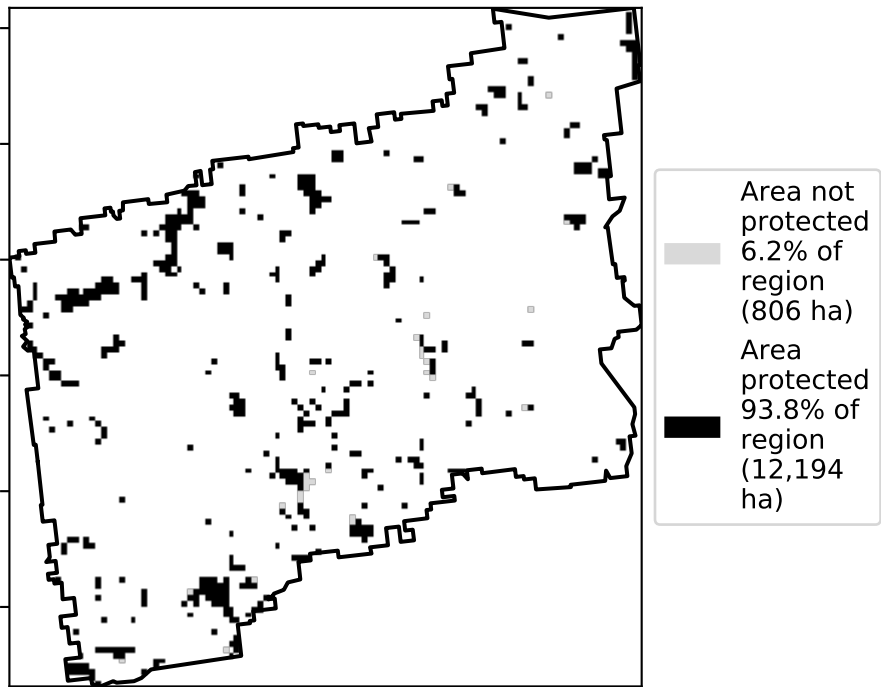 Area not
protected
6.2% of
region
(806 ha)
Area
protected
93.8% of
region
(12,194
ha)